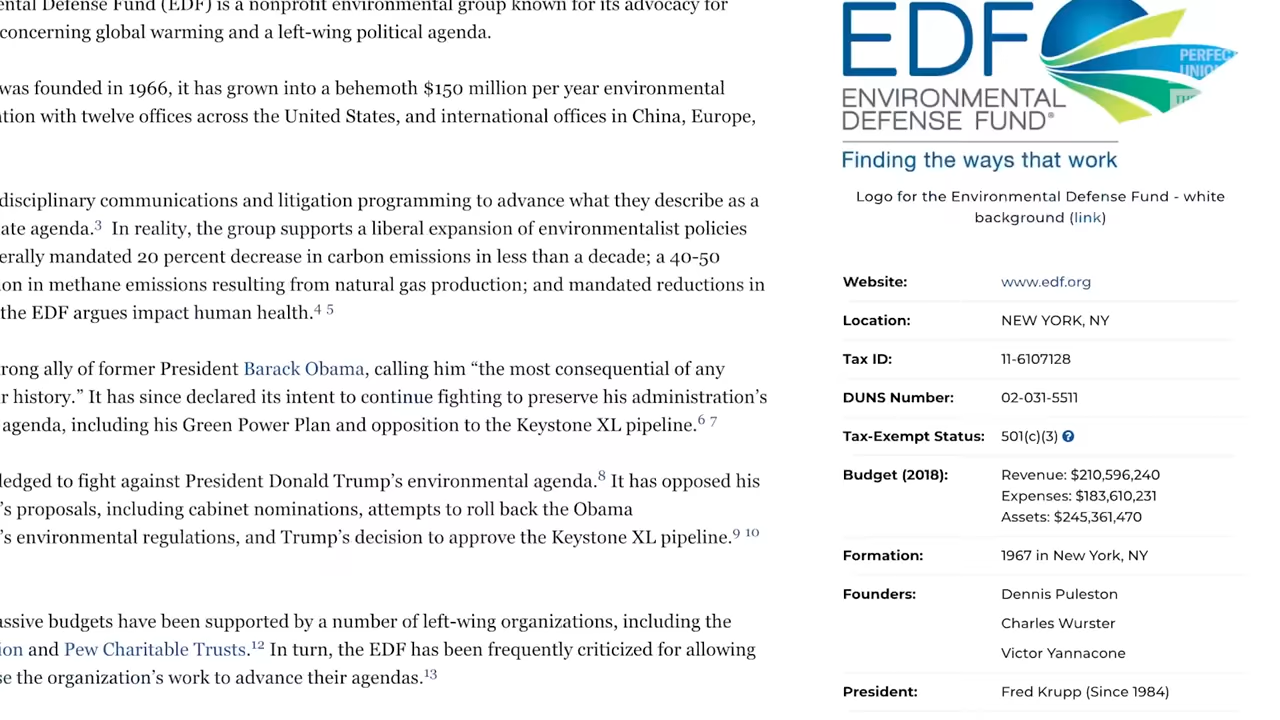 ental Defense Fund (EDF) is a nonprofit environmental group known for its advocacy for
concerning global warming and a left-wing political agenda.
was founded in 1966, it has grown into a behemoth $150 million per year environmental
tion with twelve offices across the United States, and international offices in China, Europe,
disciplinary communications and litigation programming to advance what they describe as a
ate agenda.3 In reality, the group supports a liberal expansion of environmentalist policies
erally mandated 20 percent decrease in carbon emissions in less than a decade; a 40-50
on in methane emissions resulting from natural gas production; and mandated reductions in
the EDF argues impact human health.4 5
rong ally of former President Barack Obama, calling him “the most consequential of any
r history.” It has since declared its intent to continue fighting to preserve his administration’s
agenda, including his Green Power Plan and opposition to the Keystone XL pipeline.6 7
ledged to fight against President Donald Trump’s environmental agenda.8 It has opposed his
’s proposals, including cabinet nominations, attempts to roll back the Obama
’s environmental regulations, and Trump’s decision to approve the Keystone XL pipeline.9 10
assive budgets have been supported by a number of left-wing organizations, including the
ion and Pew Charitable Trusts.12 In turn, the EDF has been frequently criticized for allowing
se the organization’s work to advance their agendas.13
EDF
PERFECT
UNION
ENVIRONMENTAL
DEFENSE FUND®
Finding the ways that work
Logo for the Environmental Defense Fund - white
background (link)
Website: www.edf.org
Location: NEW YORK, NY
Tax ID: 11-6107128
DUNS Number: 02-031-5511
Tax-Exempt Status: 501(c)(3) ?
Budget (2018): Revenue: $210,596,240
Expenses: $183,610,231
Assets: $245,361,470
Formation: 1967 in New York, NY
Founders: Dennis Puleston
Charles Wurster
Victor Yannacone
President: Fred Krupp (Since 1984)